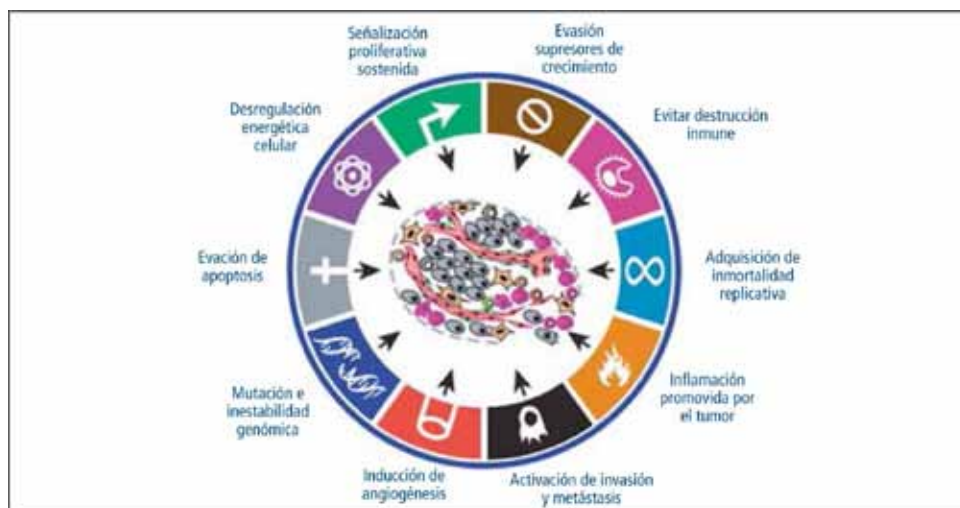 Señalización
proliferativa
sostenida
Evasión
supresores de
crecimiento
Evitar destrucción
inmune
Adquisición de
inmortalidad
replicativa
Inflamación
promovida por
el tumor
Activación de invasión
y metástasis
Inducción de
angiogénesis
Mutación e
inestabilidad
genómica
Evación de
apoptosis
Desregulación
energética
celular